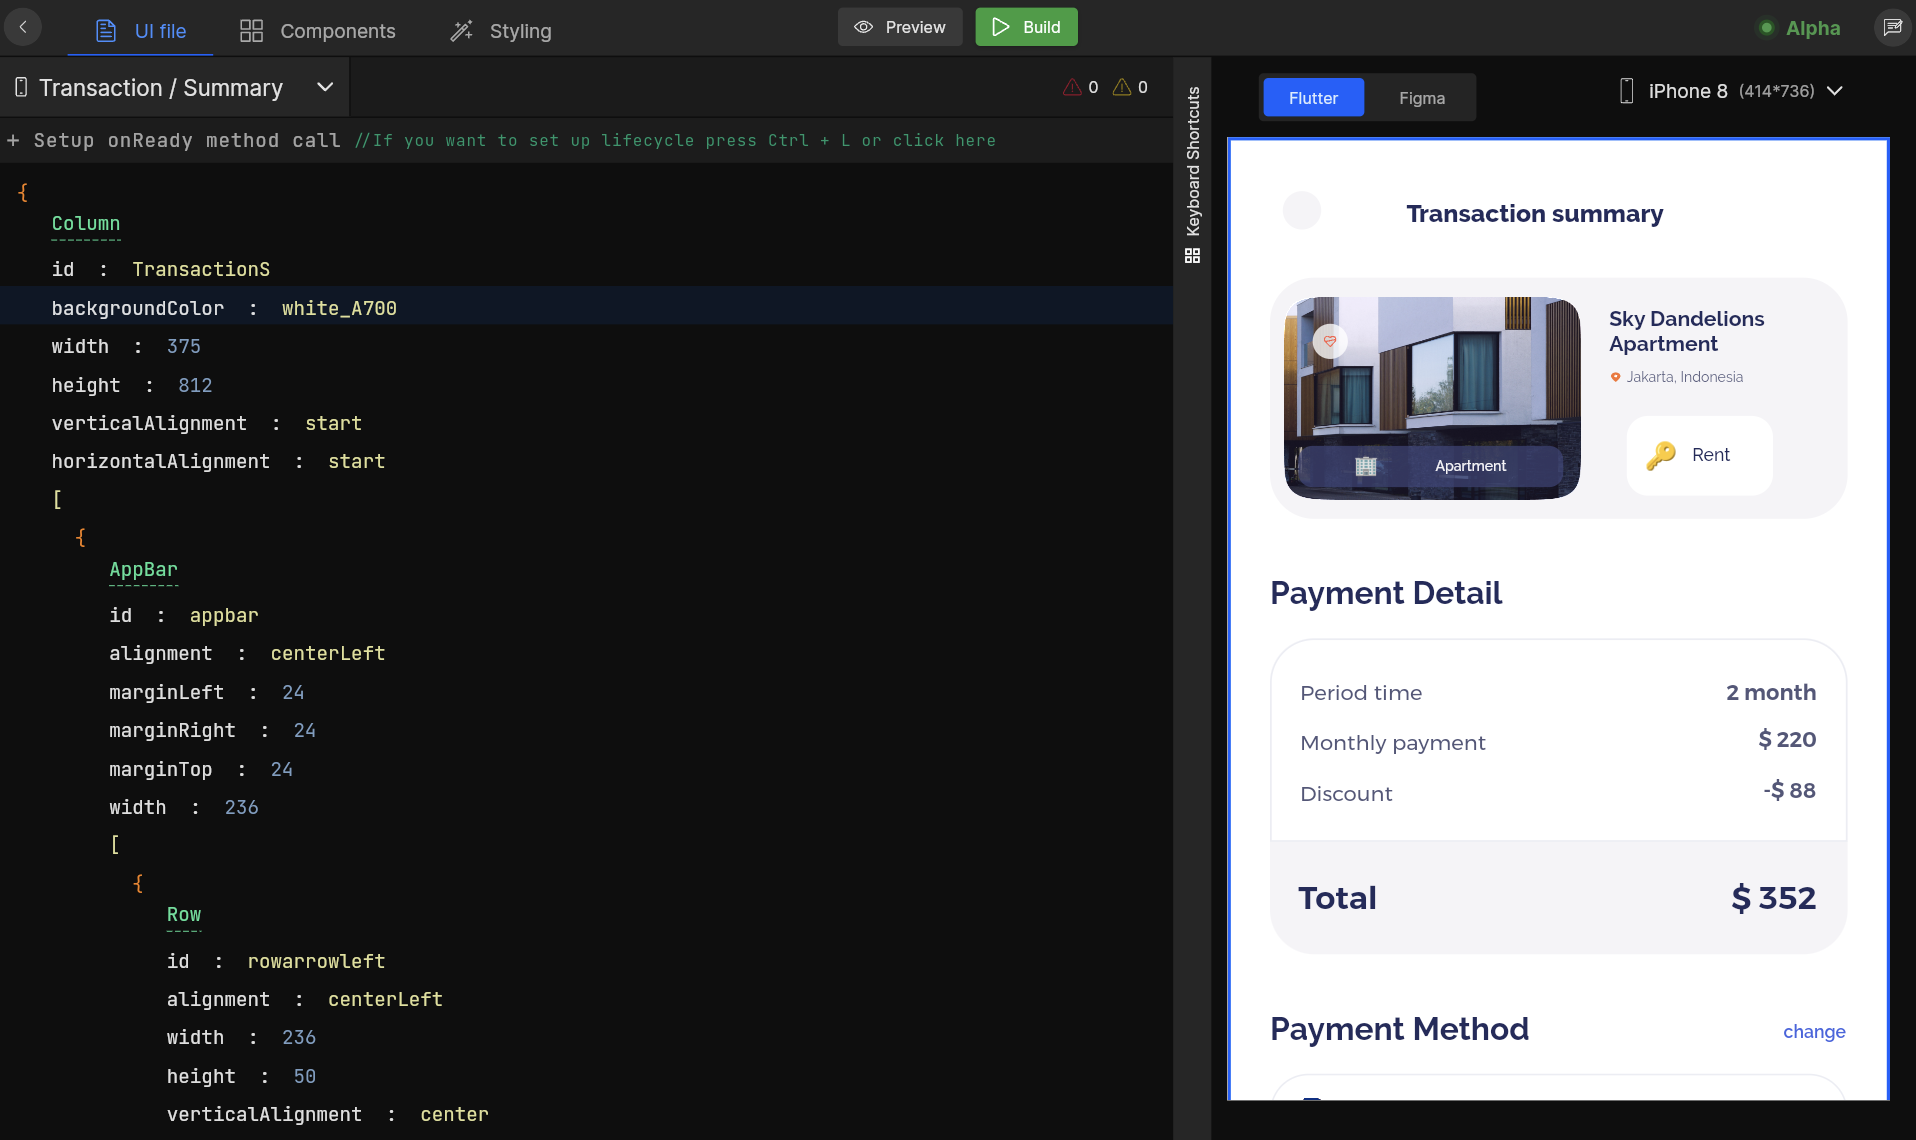 UI file
Components
Styling
Preview
Build
Alpha
Transaction / Summary
0
0
+ Setup onReady method call //If you want to set up lifecycle press Ctrl + L or click here
{
Column
id : TransactionS
backgroundColor : white_A700
width : 375
height : 812
verticalAlignment : start
horizontalAlignment : start
[
{
AppBar
id : appbar
alignment : centerLeft
marginLeft : 24
marginRight : 24
marginTop : 24
width : 236
[
{
Row
id : rowarrowleft
alignment : centerLeft
width : 236
height : 50
verticalAlignment : center
Keyboard Shortcuts
Flutter
Figma
iPhone 8 (414*736)
Transaction summary
Sky Dandelions
Apartment
Jakarta, Indonesia
Rent
Apartment
Payment Detail
Period time 2 month
Monthly payment $ 220
Discount -$ 88
Total $ 352
Payment Method change